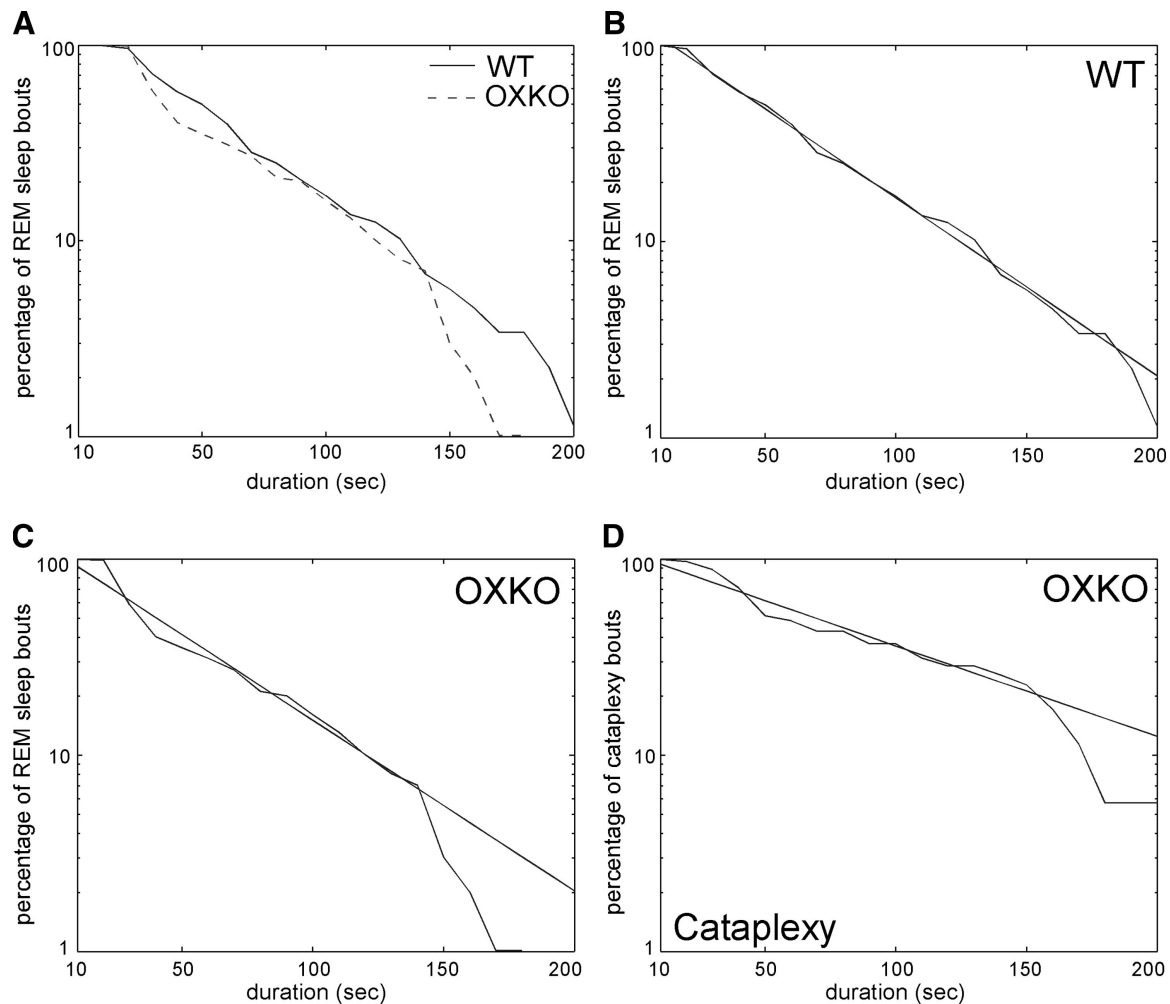 A
percentage of REM sleep bouts
100
10
1
WT
OXKO
10 50 100 150 200
duration (sec)
B
percentage of REM sleep bouts
100
10
1
WT
10 50 100 150 200
duration (sec)
C
percentage of REM sleep bouts
100
10
1
OXKO
10 50 100 150 200
duration (sec)
D
percentage of cataplexy bouts
100
10
1
OXKO
Cataplexy
10 50 100 150 200
duration (sec)